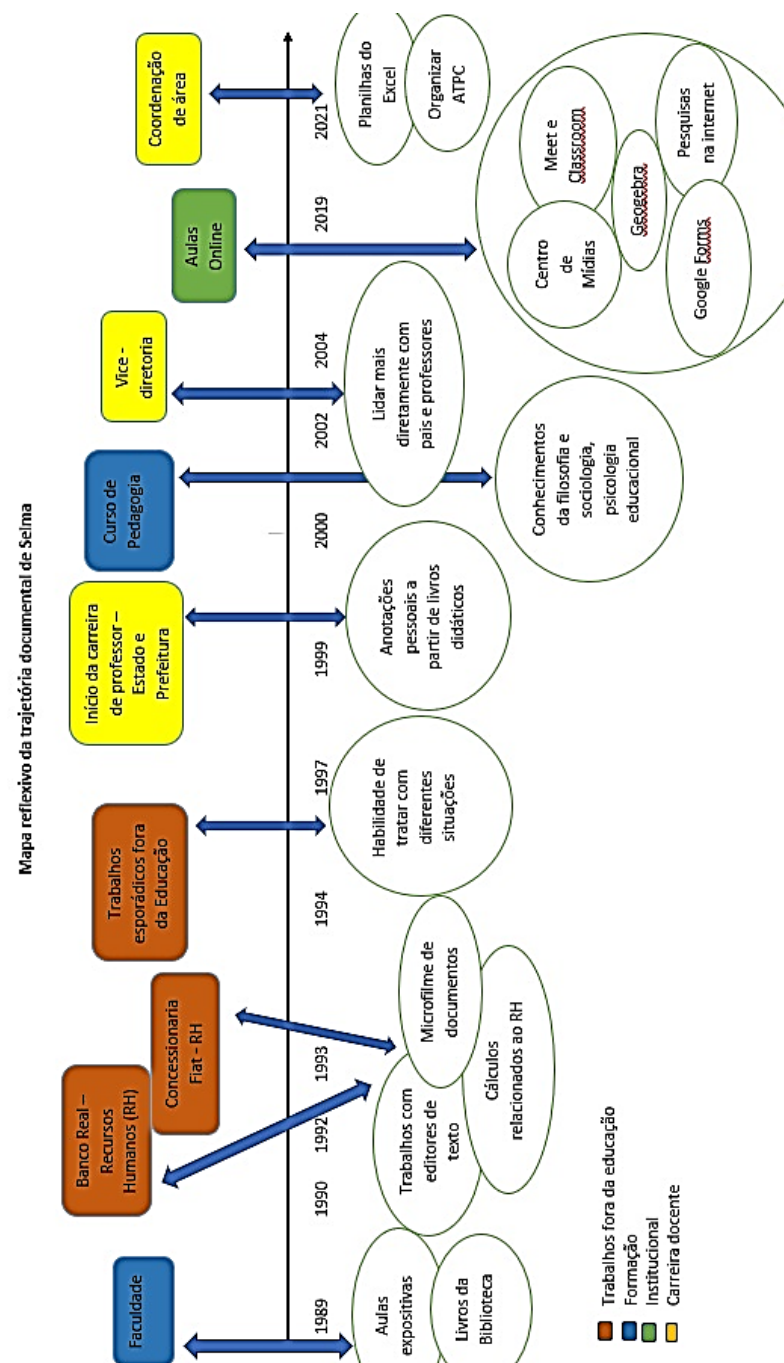 Mapa reflexivo da trajetória documental de Selma
Faculdade
Banco Real –
Recursos
Humanos (RH)
Concessionaria
Fiat - RH
Trabalhos
esporádicos fora
da Educação
Início da carreira
de professor –
Estado e
Prefeitura
Curso de
Pedagogia
Vice -
diretoria
Aulas
Online
Coordenação
de área
1989
1990
1992
1993
1994
1997
1999
2000
2002
2004
2019
2021
Aulas
expositivas
Livros da
Biblioteca
Trabalhos com
editores de
texto
Microfilme de
documentos
Cálculos
relacionados ao RH
Habilidade de
tratar com
diferentes
situações
Anotações
pessoais a
partir de livros
didáticos
Conhecimentos
da filosofia e
sociologia,
psicologia
educacional
Lidar mais
diretamente com
pais e professores
Centro
de
Mídias
Meet e
Classroom
Geogebra
Google Forms
Pesquisas
na internet
Planilhas do
Excel
Organizar
ATPC
Trabalhos fora da educação
Formação
Institucional
Carreira docente